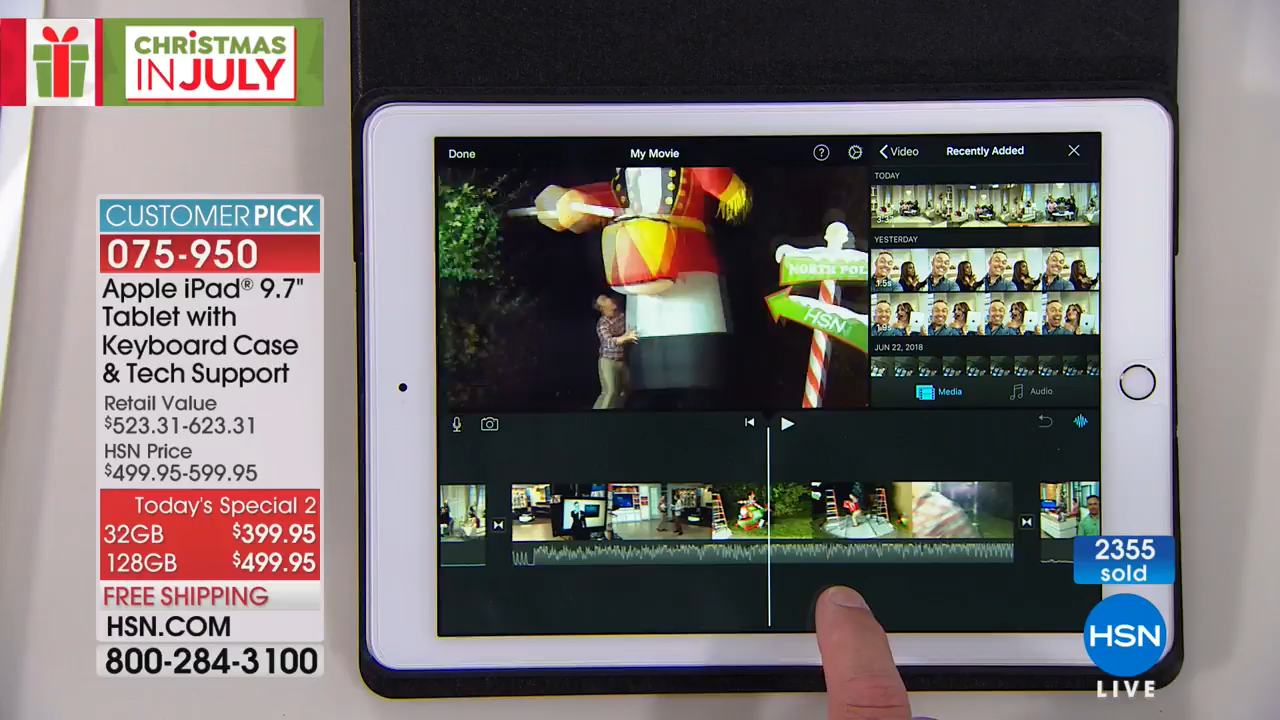 CHRISTMAS
IN JULY
CUSTOMER PICK
075-950
Apple iPad® 9.7"
Tablet with
Keyboard Case
& Tech Support
Retail Value
$523.31-623.31
HSN Price
$499.95-599.95
Today's Special 2
32GB $399.95
128GB $499.95
FREE SHIPPING
HSN.COM
800-284-3100
Done
My Movie
?
Video
Recently Added
TODAY
YESTERDAY
JUN 22, 2018
Media
Audio
NORTH POL
HSN
2355
sold
HSN
LIVE